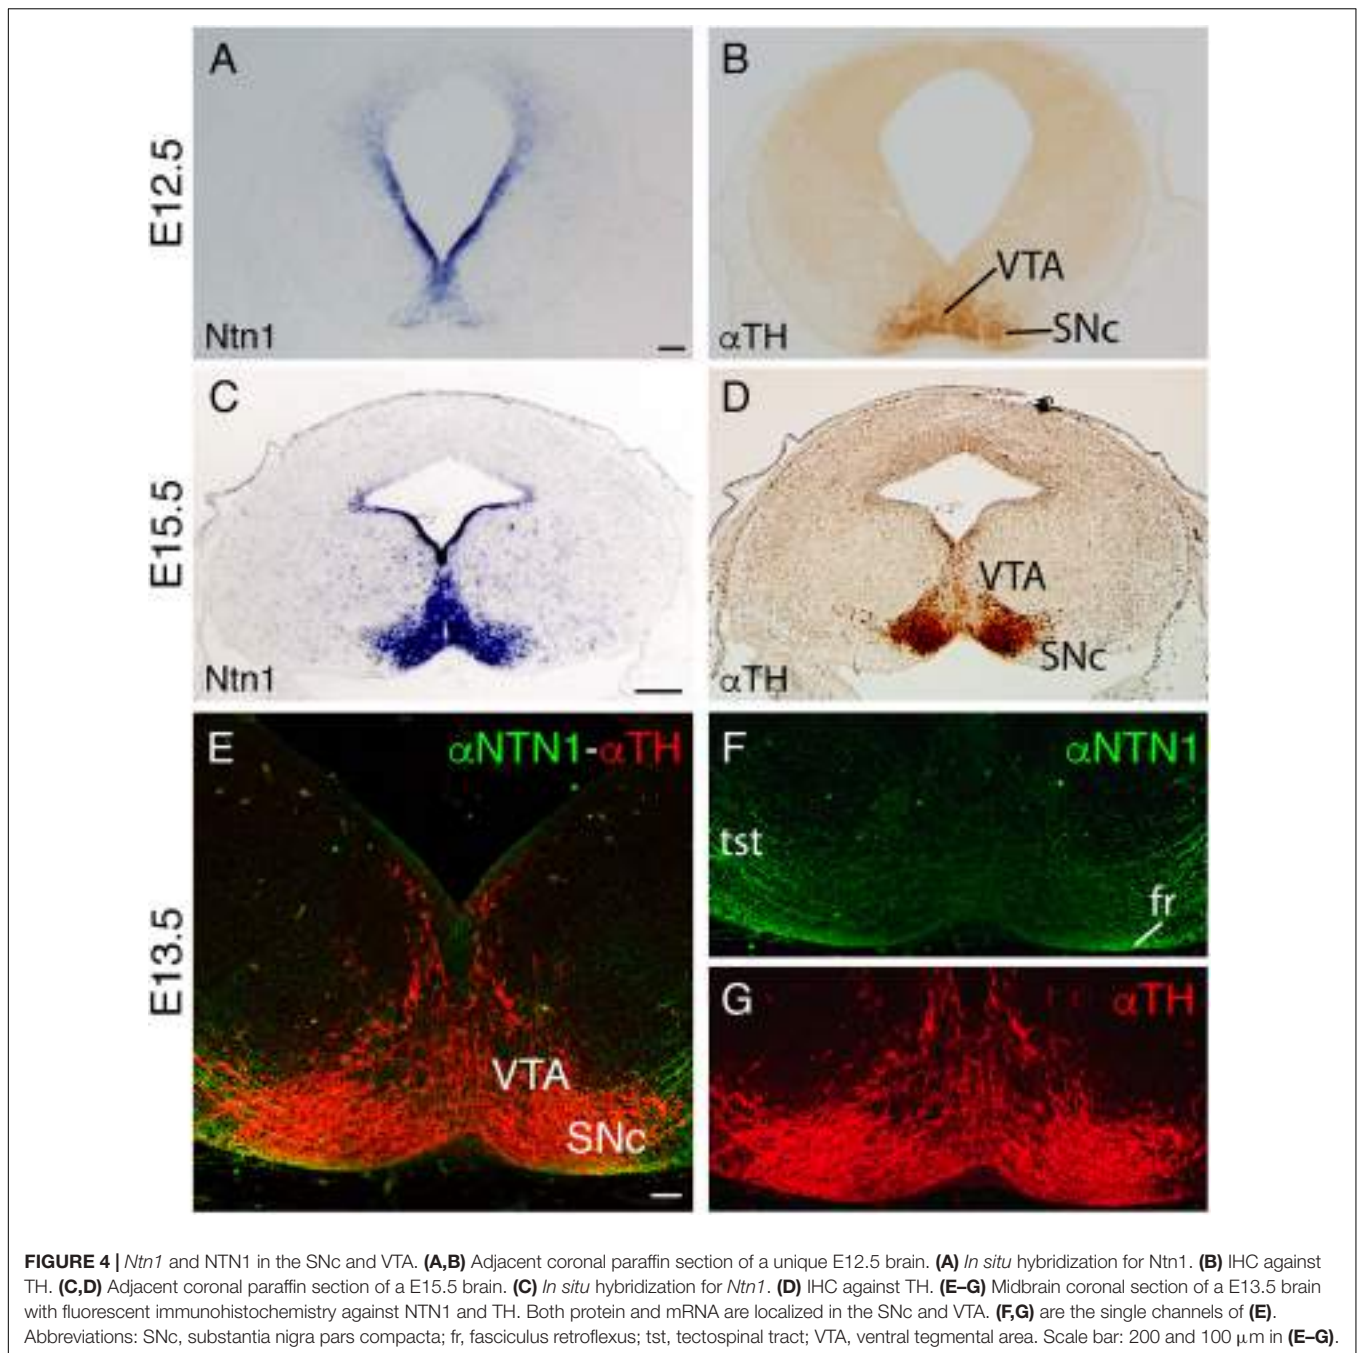 A
B
E12.5
VTA
SNc
Ntn1
αTH
C
D
E15.5
VTA
SNc
Ntn1
αTH
E
αNTN1-αTH
F
αNTN1
tst
fr
E13.5
G
αTH
VTA
SNc
FIGURE 4 | Ntn1 and NTN1 in the SNc and VTA. (A,B) Adjacent coronal paraffin section of a unique E12.5 brain. (A) In situ hybridization for Ntn1. (B) IHC against
TH. (C,D) Adjacent coronal paraffin section of a E15.5 brain. (C) In situ hybridization for Ntn1. (D) IHC against TH. (E–G) Midbrain coronal section of a E13.5 brain
with fluorescent immunohistochemistry against NTN1 and TH. Both protein and mRNA are localized in the SNc and VTA. (F,G) are the single channels of (E).
Abbreviations: SNc, substantia nigra pars compacta; fr, fasciculus retroflexus; tst, tectospinal tract; VTA, ventral tegmental area. Scale bar: 200 and 100 μm in (E–G).